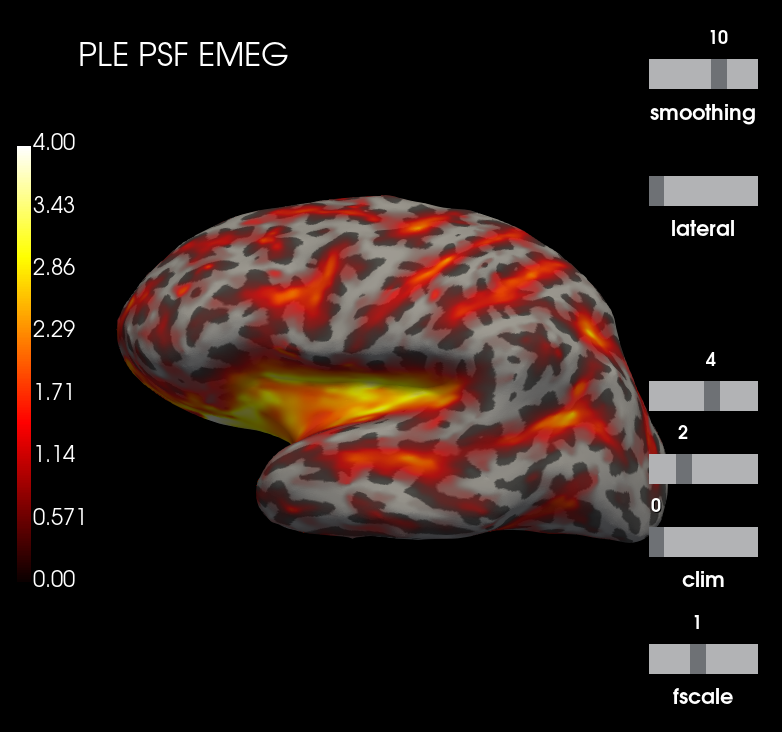 PLE PSF EMEG
10
smoothing
lateral
4.00
3.43
2.86
2.29
1.71
1.14
0.571
0.00
4
2
0
clim
1
fscale